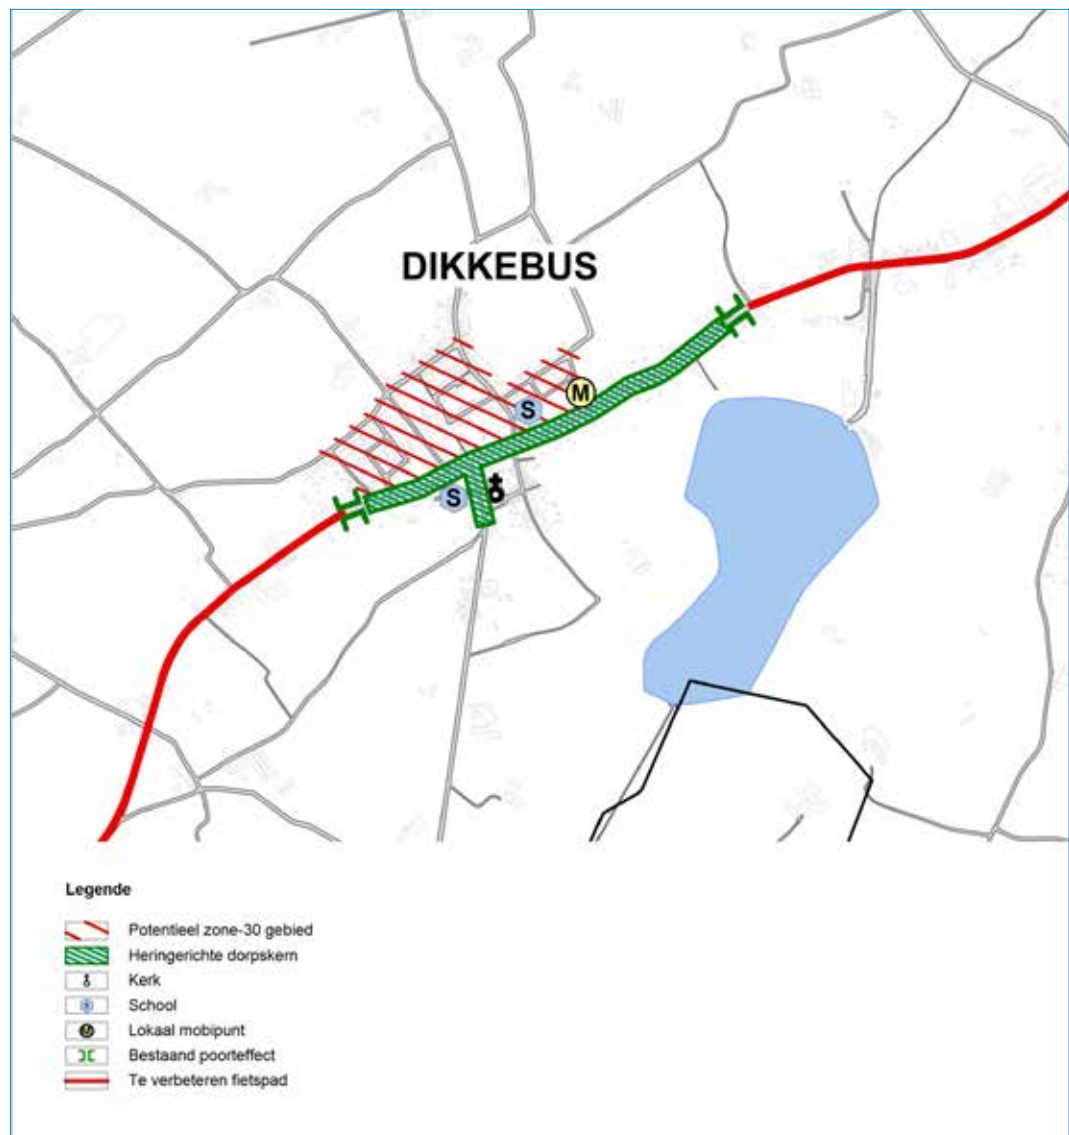 DIKKEBUS
M
S
S
Legende
Potentieel zone-30 gebied
Heringerichte dorpskern
Kerk
School
M Lokaal mobipunt
Bestaand poorteffect
Te verbeteren fietspad